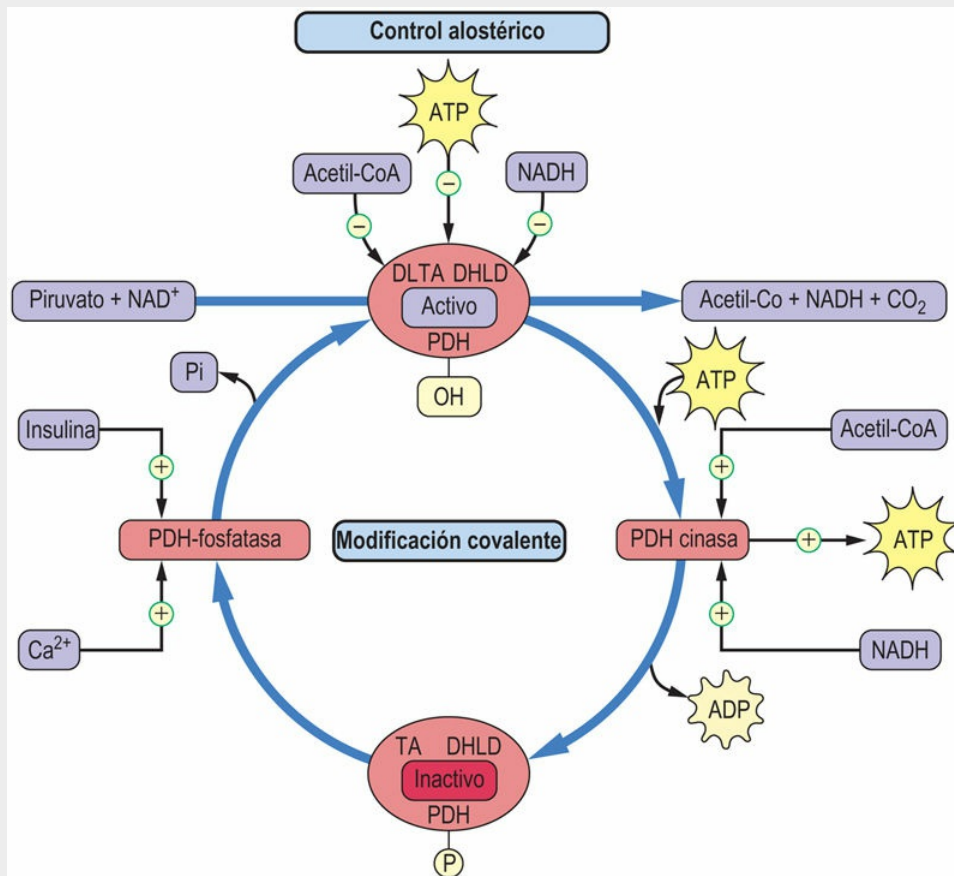 Control alostérico
ATP
Acetil-CoA
NADH
DLTA DHLD
Piruvato + NAD⁺
Activo
Acetil-Co + NADH + CO₂
PDH
Pi
OH
ATP
Insulina
Acetil-CoA
PDH-fosfatasa
Modificación covalente
PDH cinasa
ATP
Ca²⁺
NADH
ADP
TA DHLD
Inactivo
PDH
P